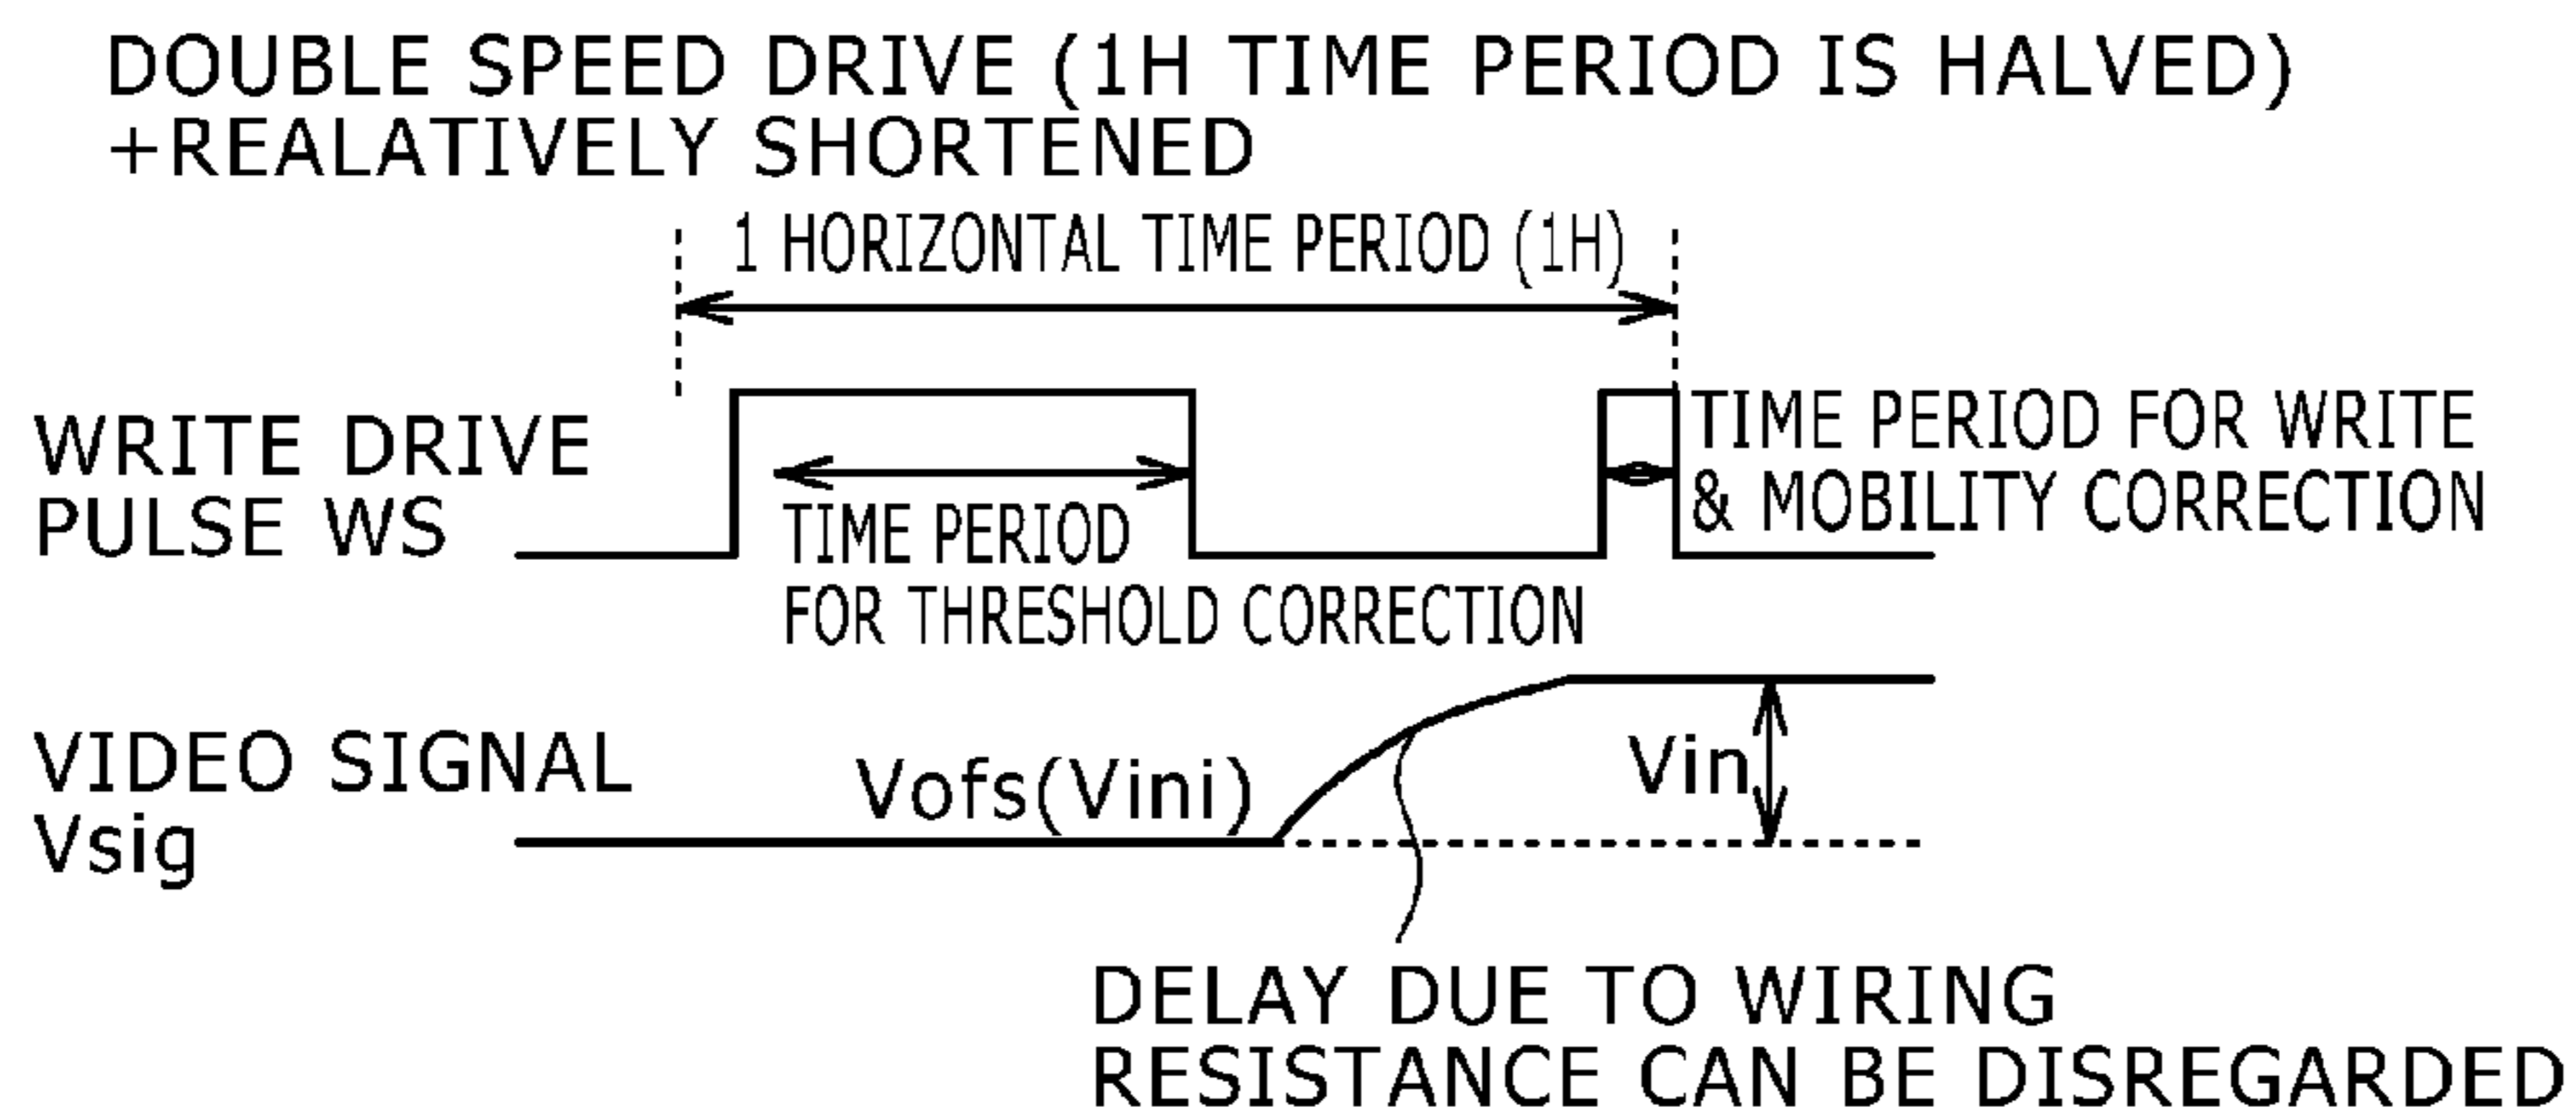 DOUBLE SPEED DRIVE (1H TIME PERIOD IS HALVED)
+REALATIVELY SHORTENED
1 HORIZONTAL TIME PERIOD (1H)
WRITE DRIVE
PULSE WS
TIME PERIOD FOR WRITE
& MOBILITY CORRECTION
TIME PERIOD
FOR THRESHOLD CORRECTION
VIDEO SIGNAL
Vsig
Vofs(Vini)
Vin
DELAY DUE TO WIRING
RESISTANCE CAN BE DISREGARDED